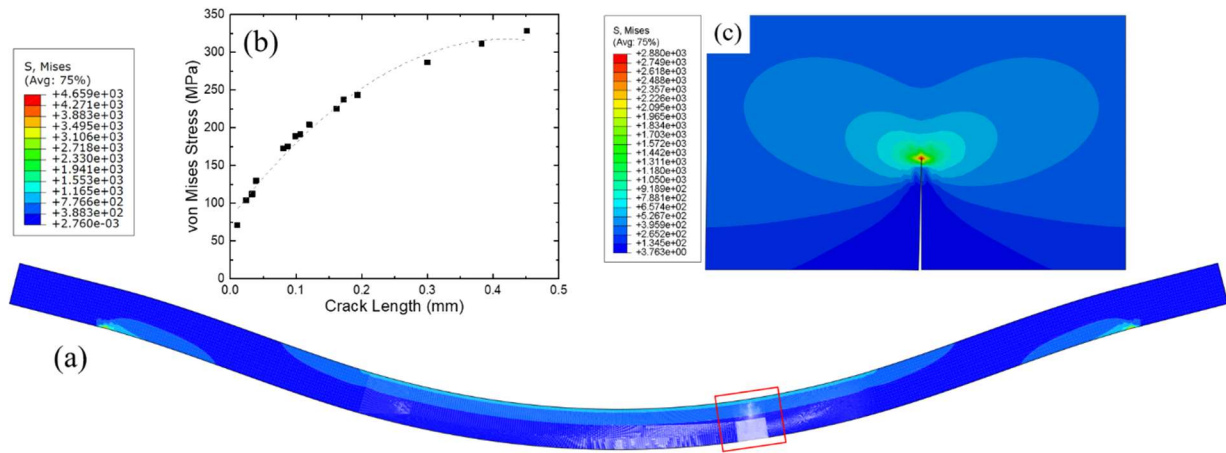 S, Mises
(Avg: 75%)
+4.659e+03
+4.271e+03
+3.883e+03
+3.495e+03
+3.106e+03
+2.718e+03
+2.330e+03
+1.941e+03
+1.553e+03
+1.165e+03
+7.766e+02
+3.883e+02
+2.760e-03
(b)
von Mises Stress (MPa)
350
300
250
200
150
100
50
0
0.0 0.1 0.2 0.3 0.4 0.5
Crack Length (mm)
(c)
S, Mises
(Avg: 75%)
+2.880e+03
+2.749e+03
+2.618e+03
+2.488e+03
+2.357e+03
+2.226e+03
+2.095e+03
+1.965e+03
+1.834e+03
+1.703e+03
+1.572e+03
+1.442e+03
+1.311e+03
+1.180e+03
+1.050e+03
+9.189e+02
+7.881e+02
+6.574e+02
+5.267e+02
+3.959e+02
+2.652e+02
+1.345e+02
+3.763e+00
(a)